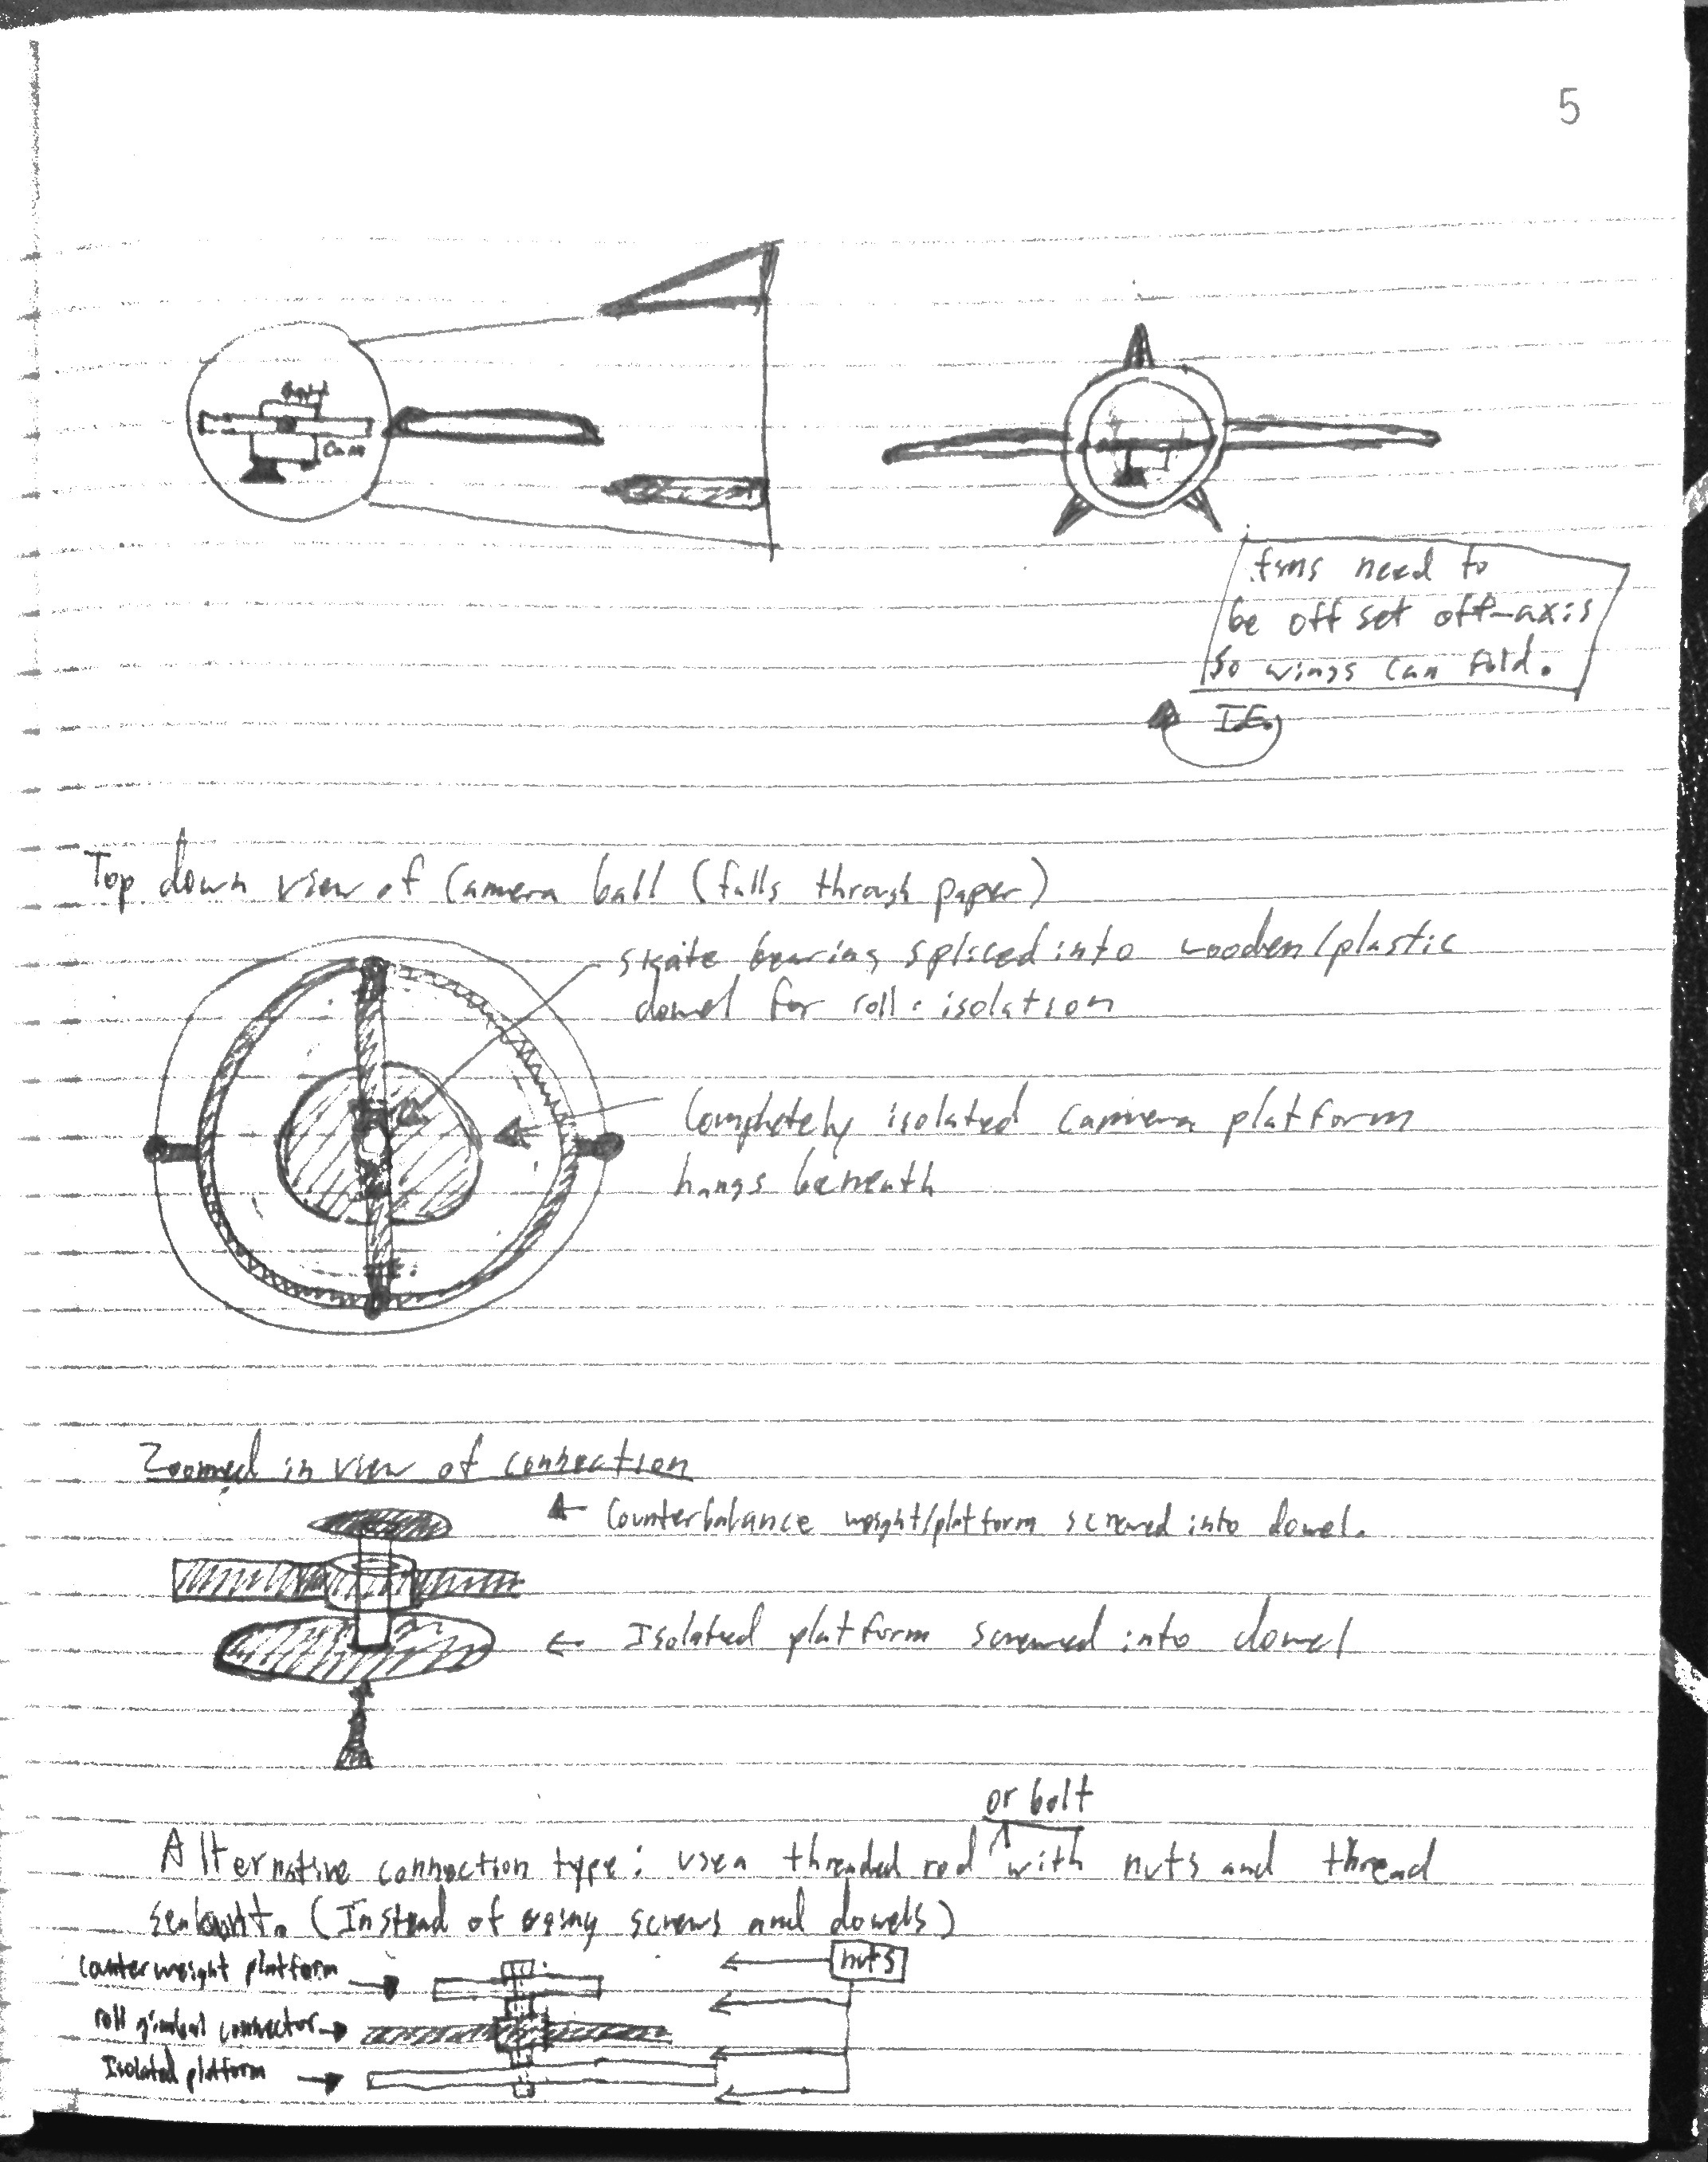 5
Cam
fins need to
be offset off-axis
so wings can fold.
I.E.
Top down view of Camera ball (falls through paper)
skate bearing spliced into wooden/plastic
dowel for roll isolation
Completely isolated camera platform
hangs beneath
Zoomed in view of connection
Counterbalance weight/platform screwed into dowel.
Isolated platform screwed into dowel
or bolt
Alternative connection type: use a threaded rod with nuts and thread
sealant. (Instead of using screws and dowels)
nuts
Counterweight platform
roll gimbal connector
Isolated platform